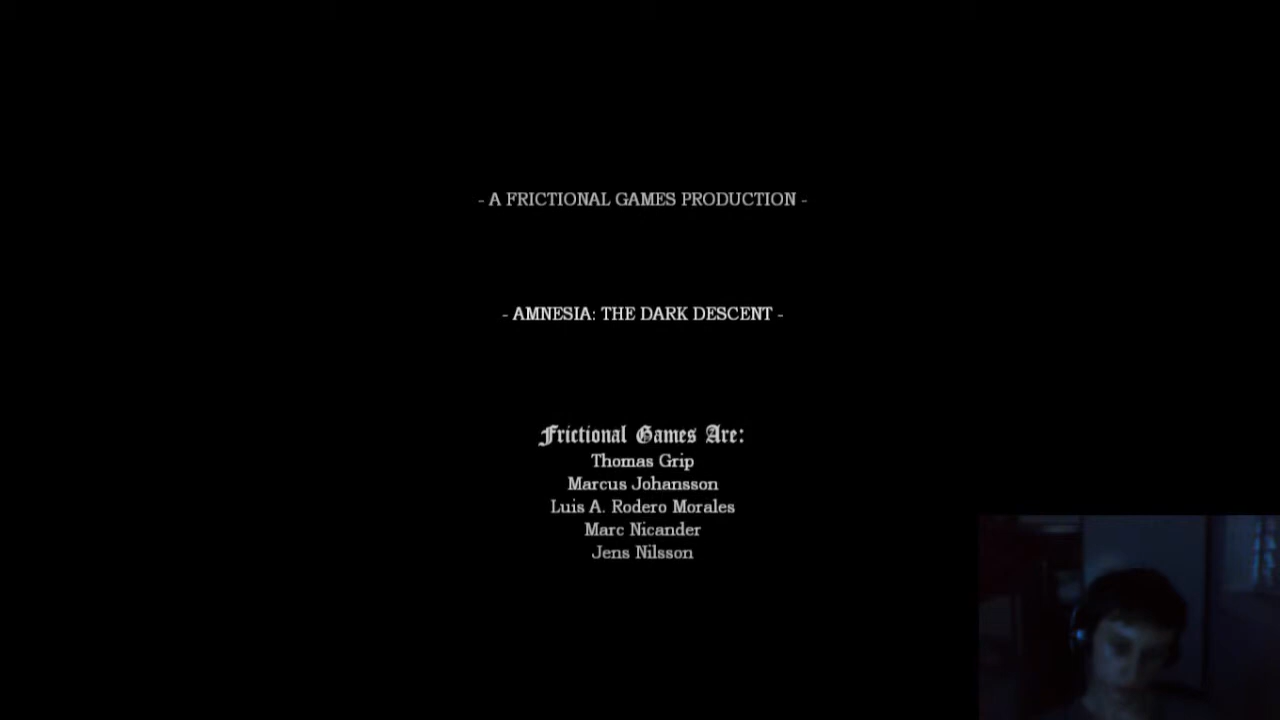 - A FRICTIONAL GAMES PRODUCTION -
- AMNESIA: THE DARK DESCENT -
Frictional Games Are:
Thomas Grip
Marcus Johansson
Luis A. Rodero Morales
Marc Nicander
Jens Nilsson